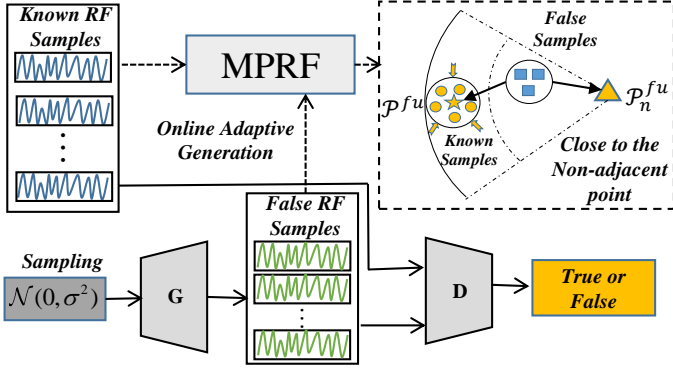 Known RF
Samples
MPRF
Online Adaptive
Generation
False
Samples
𝒫^{fu}
𝒫_n^{fu}
Known
Samples
Close to the
Non-adjacent
point
False RF
Samples
Sampling
𝒩(0, σ²)
G
D
True or
False